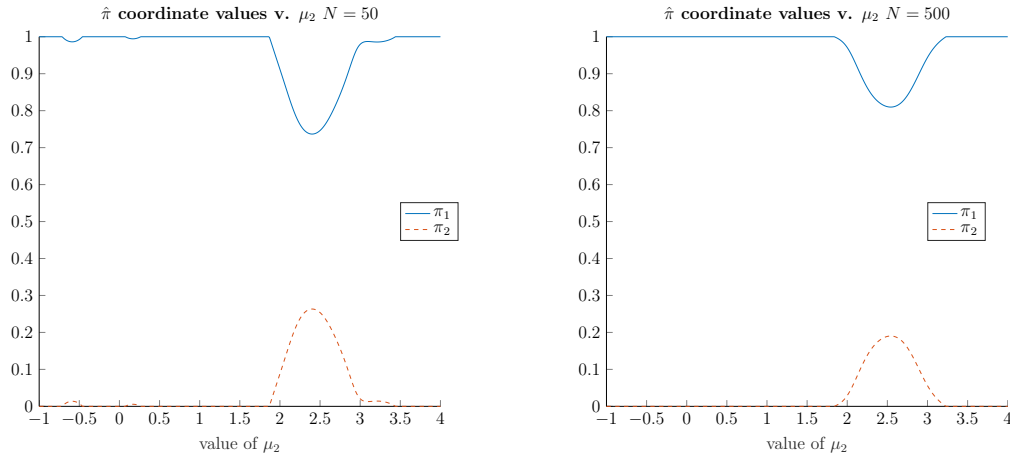 π̂ coordinate values v. μ₂ N = 50
1
0.9
0.8
0.7
0.6
0.5
0.4
0.3
0.2
0.1
0
−1 −0.5 0 0.5 1 1.5 2 2.5 3 3.5 4
value of μ₂
π₁
π₂
π̂ coordinate values v. μ₂ N = 500
1
0.9
0.8
0.7
0.6
0.5
0.4
0.3
0.2
0.1
0
−1 −0.5 0 0.5 1 1.5 2 2.5 3 3.5 4
value of μ₂
π₁
π₂